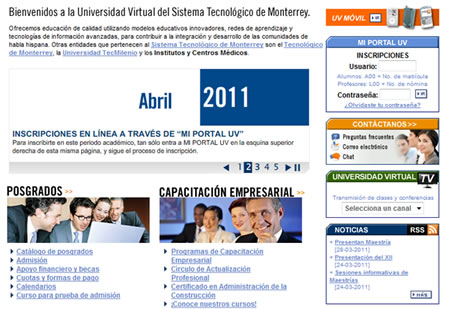 Bienvenidos a la Universidad Virtual del Sistema Tecnológico de Monterrey.
Ofrecemos educación de calidad utilizando modelos educativos innovadores, redes de aprendizaje y
tecnologías de información avanzadas, para contribuir a la integración y desarrollo de las comunidades de
habla hispana. Otras entidades que pertenecen al Sistema Tecnológico de Monterrey son el Tecnológico
de Monterrey, la Universidad TecMilenio y los Institutos y Centros Médicos.
Abril 2011
INSCRIPCIONES EN LÍNEA A TRAVÉS DE “MI PORTAL UV”
Para inscribirte en este periodo académico, tan sólo entra a MI PORTAL UV en la esquina superior
derecha de esta misma página, y sigue el proceso de inscripción.
1 2 3 4 5
POSGRADOS >>
Catálogo de posgrados
Admisión
Apoyo financiero y becas
Cuotas y formas de pago
Calendarios
Curso para prueba de admisión
CAPACITACIÓN EMPRESARIAL >>
Programas de Capacitación
Empresarial
Círculo de Actualización
Profesional
Certificado en Administración de la
Construcción
¡Conoce nuestros cursos!
UV MÓVIL
MI PORTAL UV
INSCRIPCIONES
Usuario:
Alumnos: A00 + No. de matrícula
Profesores: L00 + No. de nómina
Contraseña:
¿Olvidaste tu contraseña?
CONTÁCTANOS >>
Preguntas frecuentes
Correo electrónico
Chat
UNIVERSIDAD VIRTUAL TV
Transmisión de clases y conferencias
Selecciona un canal
NOTICIAS RSS
Presentan Maestría
[28-03-2011]
Presentación del XII
[24-03-2011]
Sesiones informativas de
Maestrías
[24-03-2011]
más